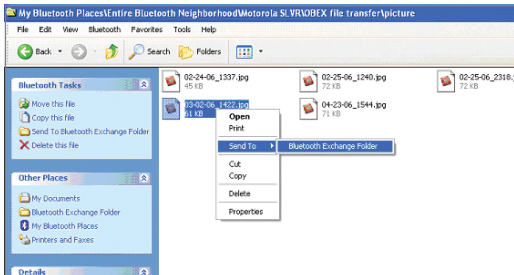 My Bluetooth Places\Entire Bluetooth Neighborhood\Motorola SLVR\OBEX file transfer\picture
File Edit View Bluetooth Favorites Tools Help
Back Search Folders
Bluetooth Tasks
Move this file
Copy this file
Send To Bluetooth Exchange Folder
Delete this file
Other Places
My Documents
Bluetooth Exchange Folder
My Bluetooth Places
Printers and Faxes
Details
02-24-06_1337.jpg
45 KB
02-25-06_1240.jpg
72 KB
02-25-06_2318.
72 KB
03-02-06_1422.jpg
61 KB
04-23-06_1544.jpg
71 KB
Open
Print
Send To
Bluetooth Exchange Folder
Cut
Copy
Delete
Properties